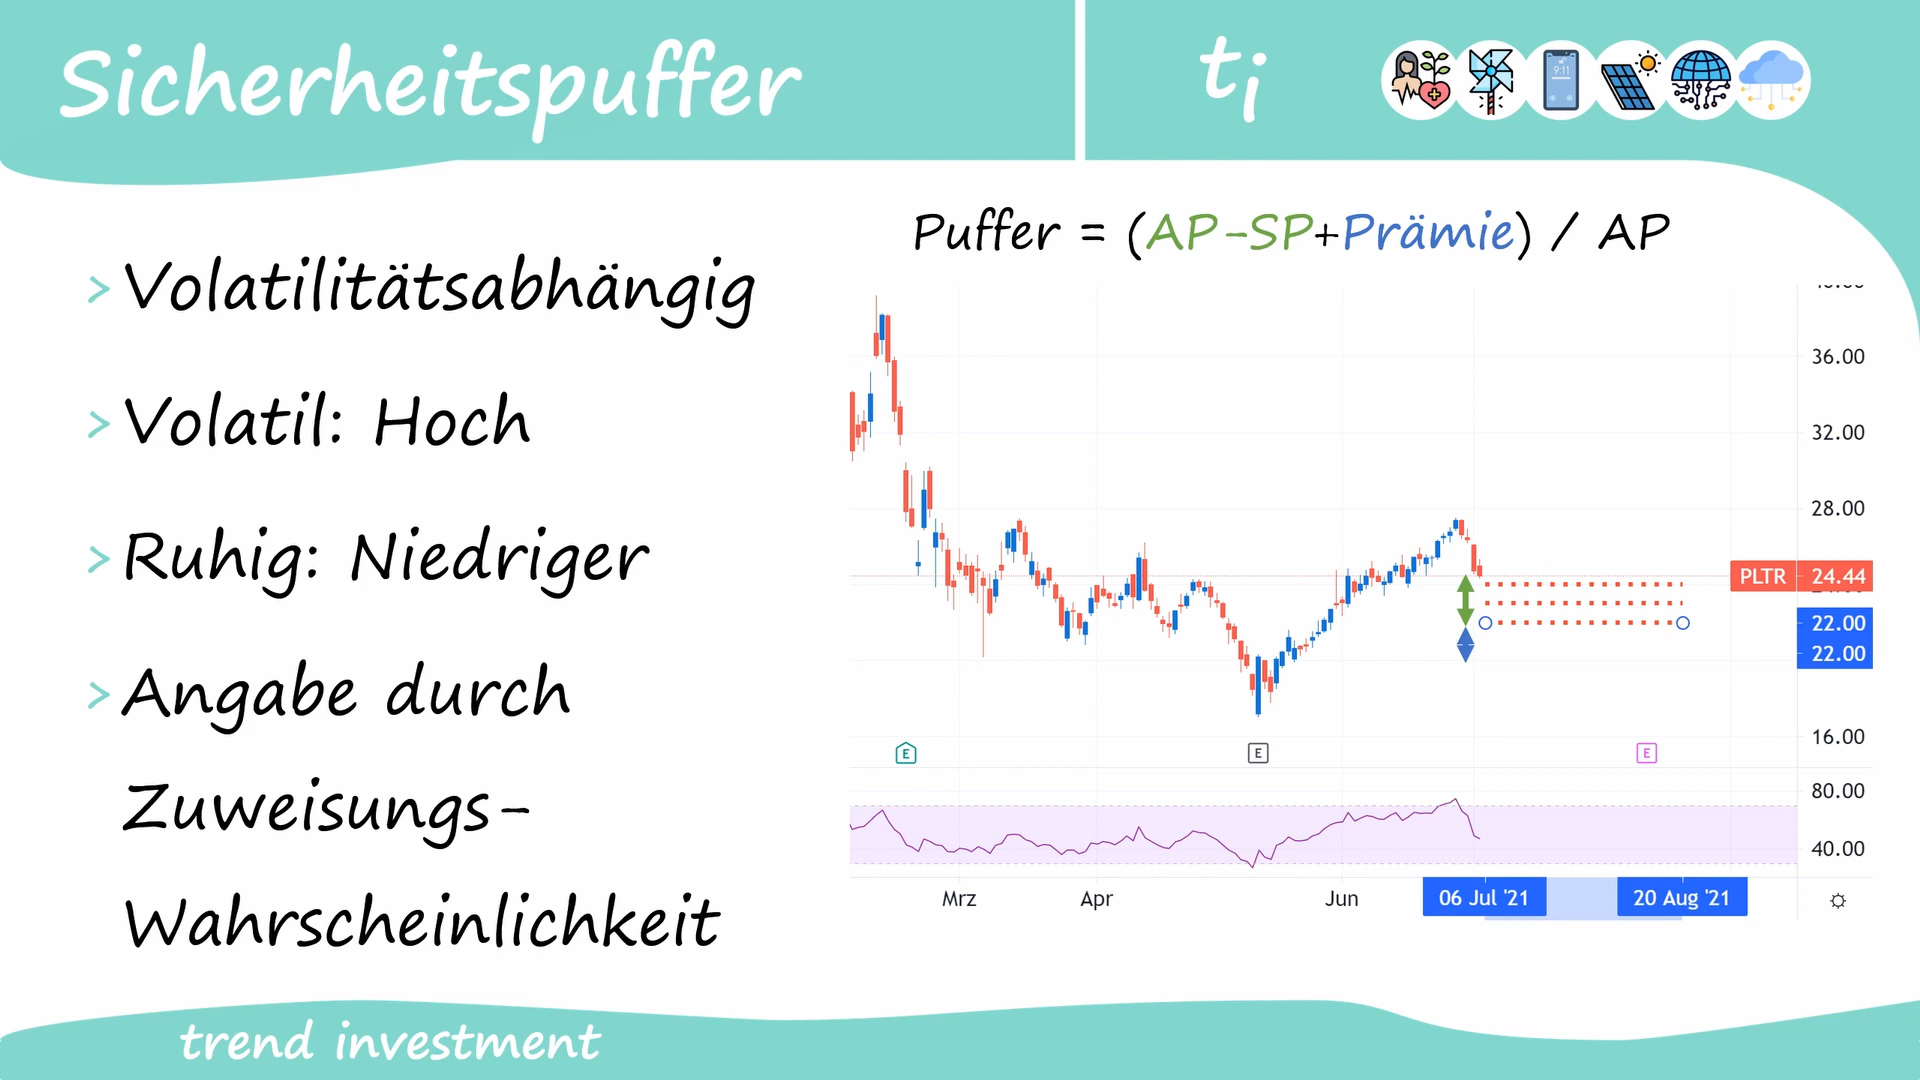 Sicherheitspuffer
ti
9:11
Puffer = (AP-SP+Prämie) / AP
> Volatilitätsabhängig
> Volatil: Hoch
> Ruhig: Niedriger
> Angabe durch
Zuweisungs-
Wahrscheinlichkeit
36.00
32.00
28.00
PLTR 24.44
22.00
22.00
16.00
E E E
80.00
40.00
Mrz Apr Jun 06 Jul '21 20 Aug '21
trend investment